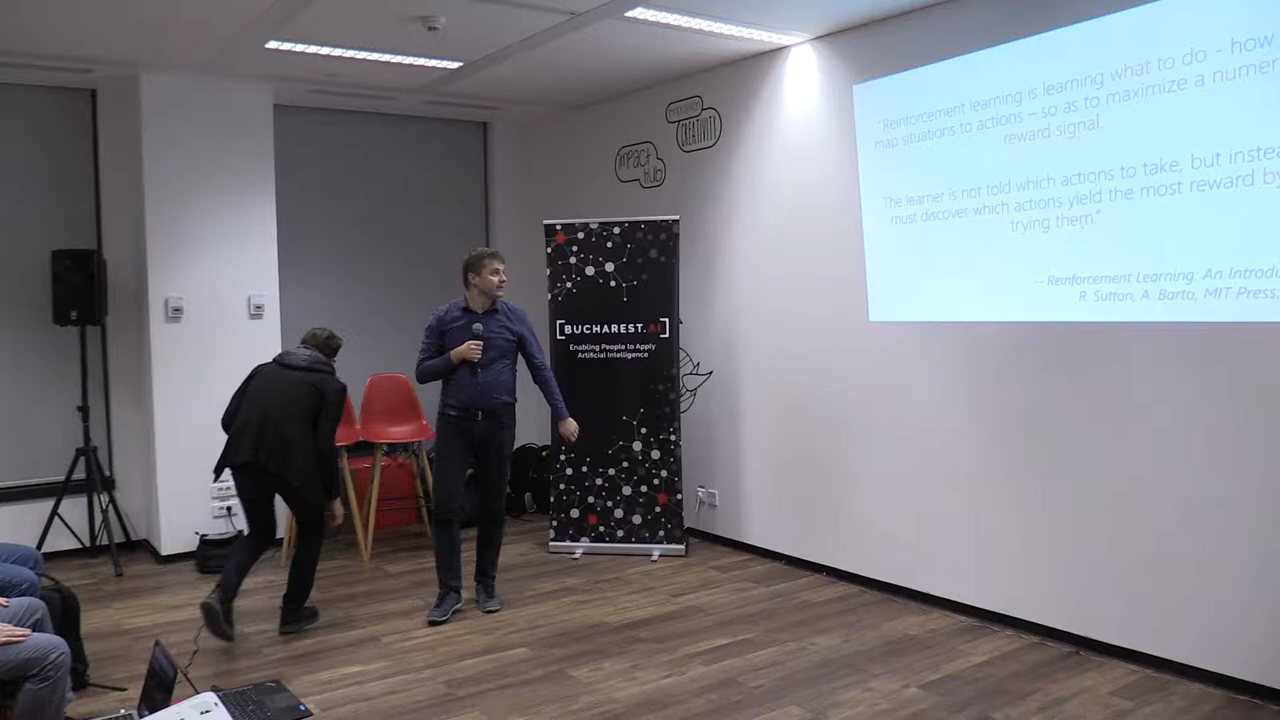 "Reinforcement learning is learning what to do - how
map situations to actions – so as to maximize a numer
reward signal.
The learner is not told which actions to take, but inste
must discover which actions yield the most reward by
trying them."
— Reinforcement Learning: An Introdu
R. Sutton, A. Barto, MIT Press,
CREATIVITY
impact
HUB
[BUCHAREST.AI]
Enabling People to Apply
Artificial Intelligence